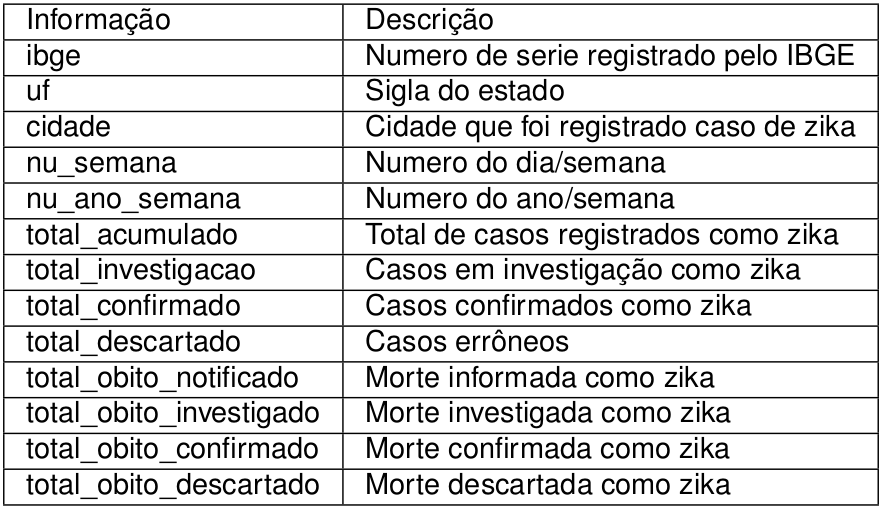 Informação Descrição
ibge Numero de serie registrado pelo IBGE
uf Sigla do estado
cidade Cidade que foi registrado caso de zika
nu_semana Numero do dia/semana
nu_ano_semana Numero do ano/semana
total_acumulado Total de casos registrados como zika
total_investigacao Casos em investigação como zika
total_confirmado Casos confirmados como zika
total_descartado Casos errôneos
total_obito_notificado Morte informada como zika
total_obito_investigado Morte investigada como zika
total_obito_confirmado Morte confirmada como zika
total_obito_descartado Morte descartada como zika